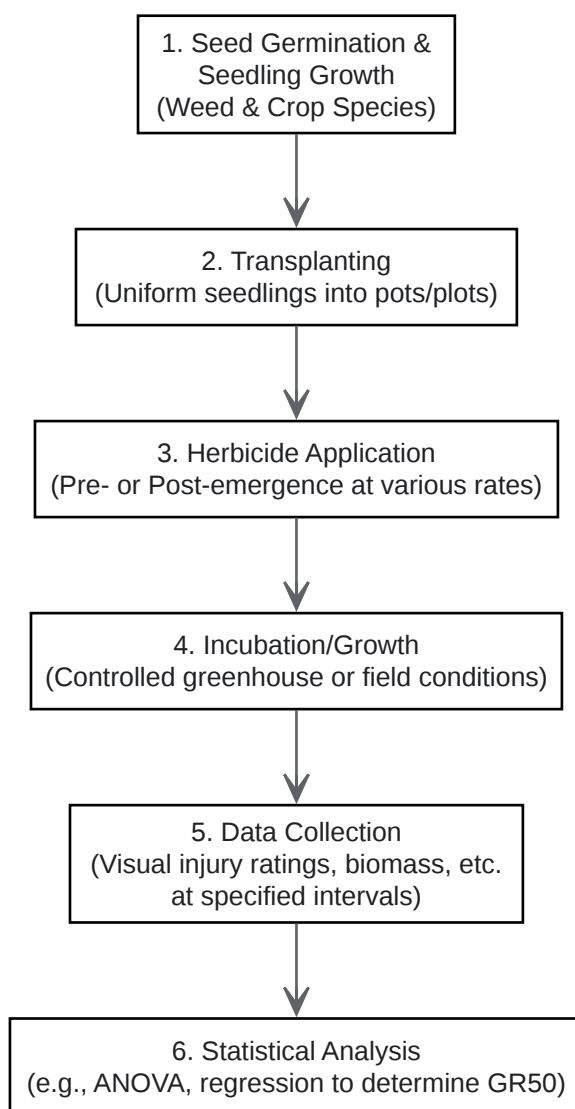 1. Seed Germination &
Seedling Growth
(Weed & Crop Species)
2. Transplanting
(Uniform seedlings into pots/plots)
3. Herbicide Application
(Pre- or Post-emergence at various rates)
4. Incubation/Growth
(Controlled greenhouse or field conditions)
5. Data Collection
(Visual injury ratings, biomass, etc.
at specified intervals)
6. Statistical Analysis
(e.g., ANOVA, regression to determine GR50)